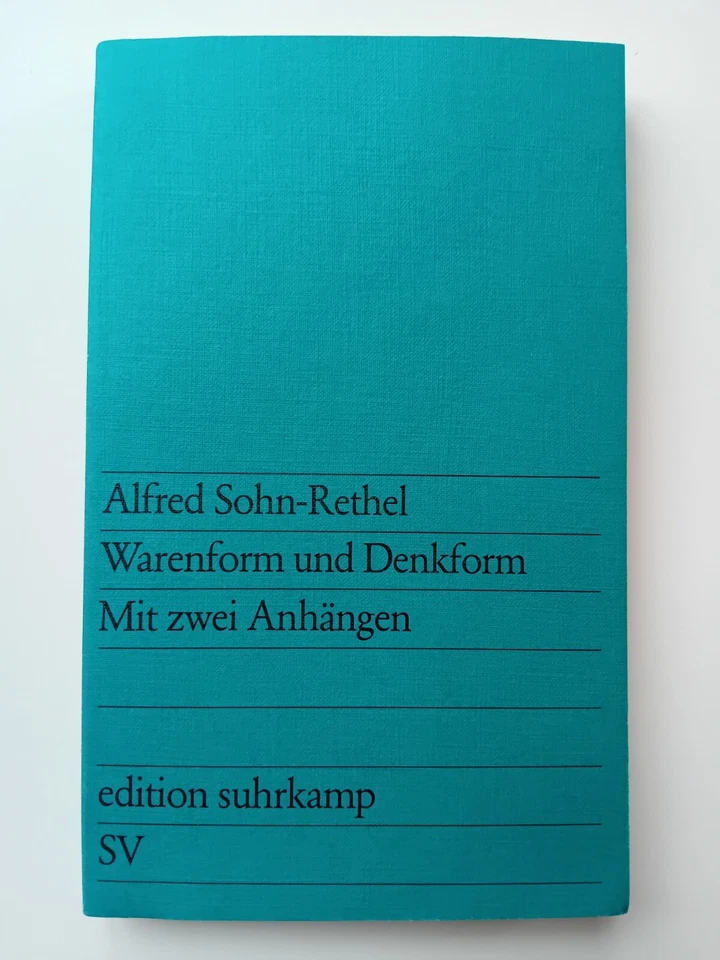 Alfred Sohn-Rethel
Warenform und Denkform
Mit zwei Anhängen
edition suhrkamp
SV